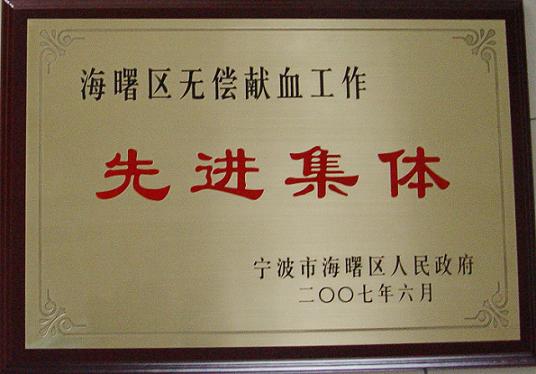 海曙区无偿献血工作
先进集体
宁波市海曙区人民政府
二〇〇七年六月